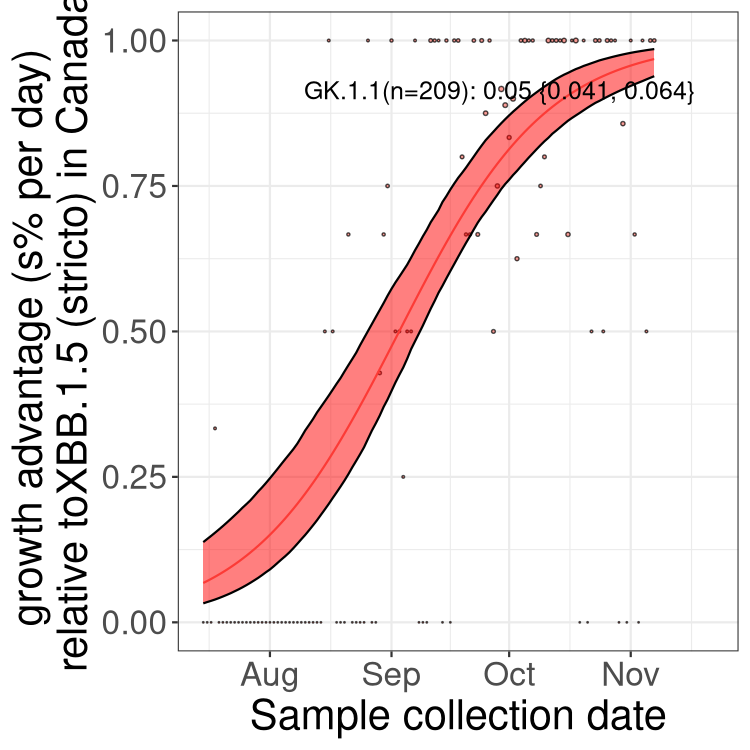 growth advantage (s% per day)
relative toXBB.1.5 (stricto) in Canada
1.00
0.75
0.50
0.25
0.00
GK.1.1(n=209): 0.05 {0.041, 0.064}
Aug Sep Oct Nov
Sample collection date